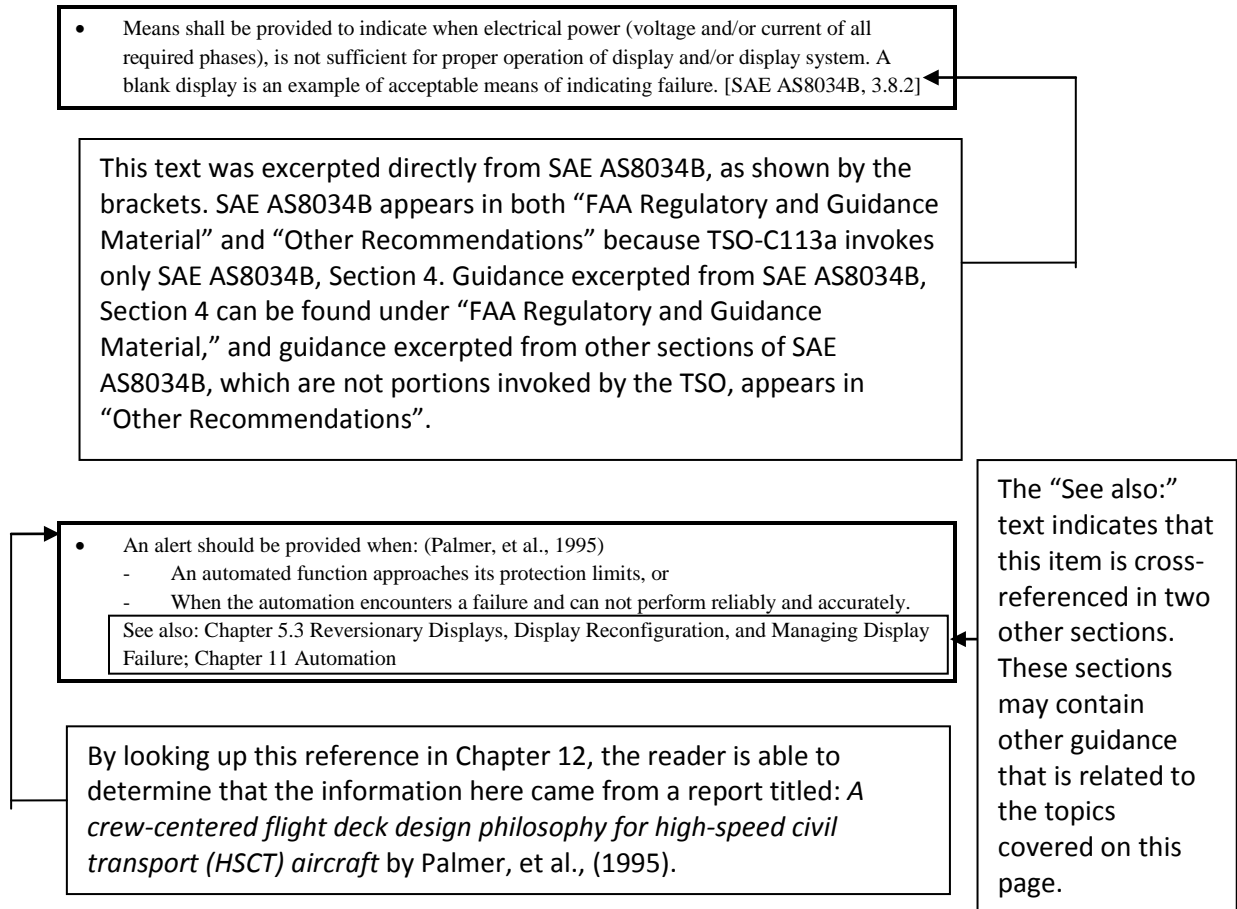 • Means shall be provided to indicate when electrical power (voltage and/or current of all
required phases), is not sufficient for proper operation of display and/or display system. A
blank display is an example of acceptable means of indicating failure. [SAE AS8034B, 3.8.2]
This text was excerpted directly from SAE AS8034B, as shown by the
brackets. SAE AS8034B appears in both “FAA Regulatory and Guidance
Material” and “Other Recommendations” because TSO-C113a invokes
only SAE AS8034B, Section 4. Guidance excerpted from SAE AS8034B,
Section 4 can be found under “FAA Regulatory and Guidance
Material,” and guidance excerpted from other sections of SAE
AS8034B, which are not portions invoked by the TSO, appears in
“Other Recommendations”.
• An alert should be provided when: (Palmer, et al., 1995)
- An automated function approaches its protection limits, or
- When the automation encounters a failure and can not perform reliably and accurately.
See also: Chapter 5.3 Reversionary Displays, Display Reconfiguration, and Managing Display
Failure; Chapter 11 Automation
The “See also:”
text indicates that
this item is cross-
referenced in two
other sections.
These sections
may contain
other guidance
that is related to
the topics
covered on this
page.
By looking up this reference in Chapter 12, the reader is able to
determine that the information here came from a report titled: A
crew-centered flight deck design philosophy for high-speed civil
transport (HSCT) aircraft by Palmer, et al., (1995).